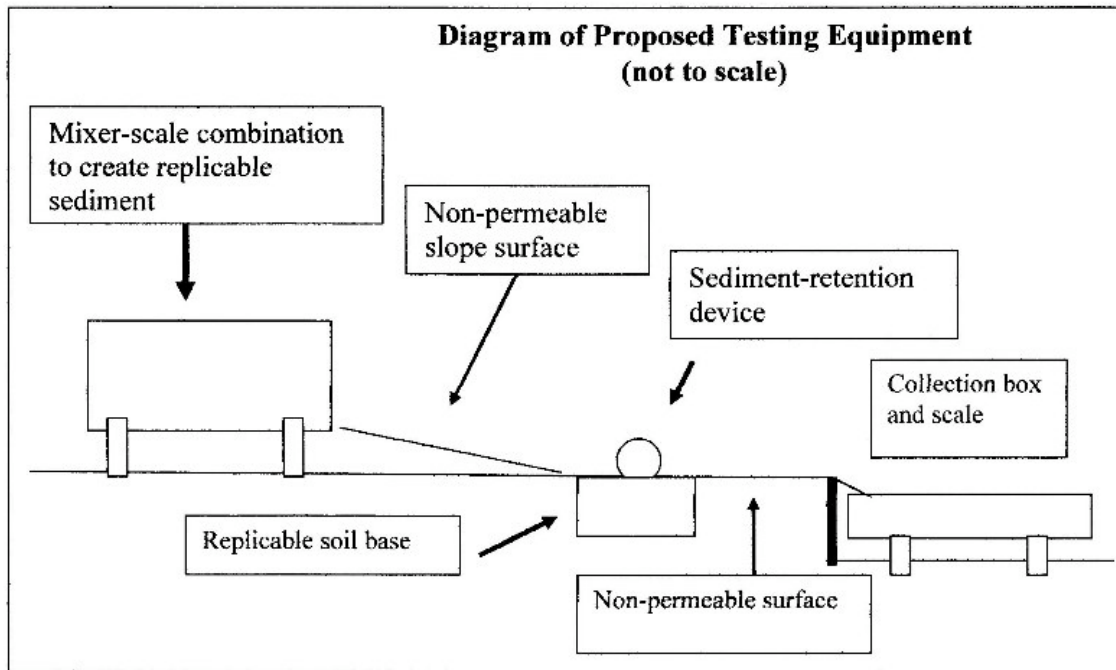 Diagram of Proposed Testing Equipment
(not to scale)
Mixer-scale combination
to create replicable
sediment
Non-permeable
slope surface
Sediment-retention
device
Collection box
and scale
Replicable soil base
Non-permeable surface